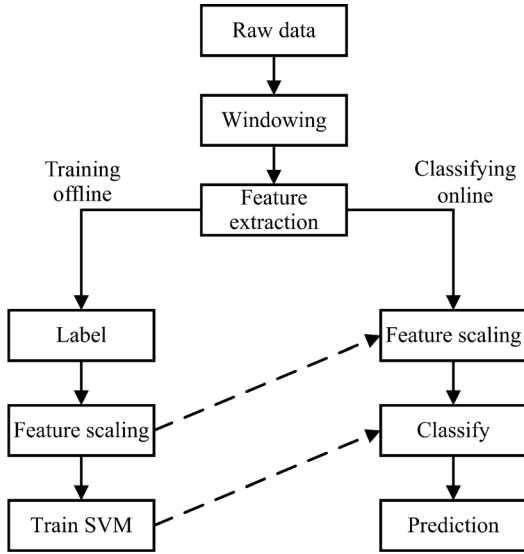 Raw data
Windowing
Training
offline
Classifying
online
Feature
extraction
Label
Feature scaling
Feature scaling
Classify
Train SVM
Prediction